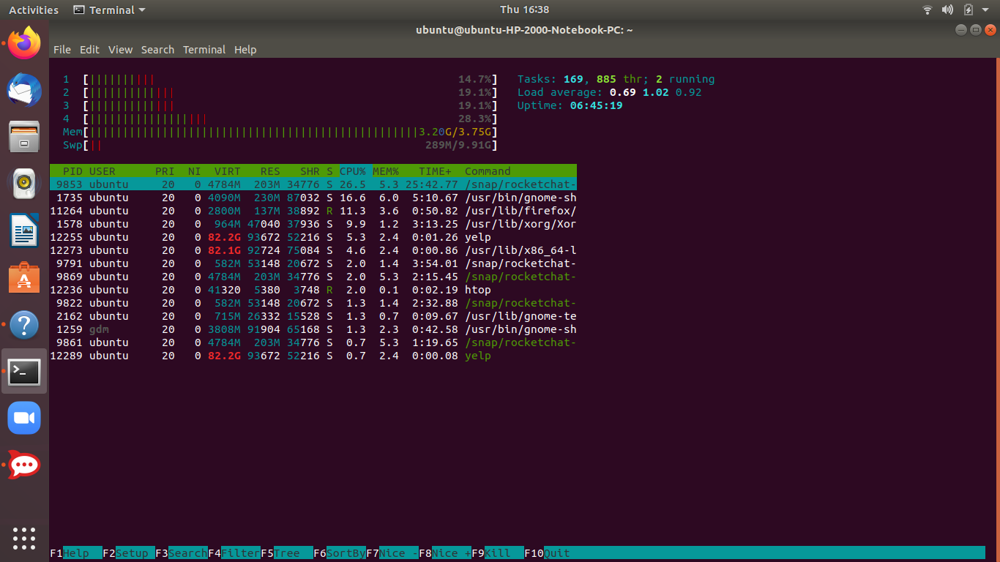 Activities Terminal Thu 16:38
ubuntu@ubuntu-HP-2000-Notebook-PC: ~
File Edit View Search Terminal Help
1 [||||||||||| 14.7%] Tasks: 169, 885 thr; 2 running
2 [||||||||||||| 19.1%] Load average: 0.69 1.02 0.92
3 [||||||||||||| 19.1%] Uptime: 06:45:19
4 [|||||||||||||||||| 28.3%]
Mem[||||||||||||||||||||||||||||||||||||||||||||||||||3.20G/3.75G]
Swp[|| 289M/9.91G]
PID USER PRI NI VIRT RES SHR S CPU% MEM% TIME+ Command
9853 ubuntu 20 0 4784M 203M 34776 S 26.5 5.3 25:42.77 /snap/rocketchat-
1735 ubuntu 20 0 4090M 230M 87032 S 16.6 6.0 5:10.67 /usr/bin/gnome-sh
11264 ubuntu 20 0 2800M 137M 38892 R 11.3 3.6 0:50.82 /usr/lib/firefox/
1578 ubuntu 20 0 964M 47040 37936 S 9.9 1.2 3:13.25 /usr/lib/xorg/Xor
12255 ubuntu 20 0 82.2G 93672 52216 S 5.3 2.4 0:01.26 yelp
12273 ubuntu 20 0 82.1G 92724 75084 S 4.6 2.4 0:00.86 /usr/lib/x86_64-l
9791 ubuntu 20 0 582M 53148 20672 S 2.0 1.4 3:54.01 /snap/rocketchat-
9869 ubuntu 20 0 4784M 203M 34776 S 2.0 5.3 2:15.45 /snap/rocketchat-
12236 ubuntu 20 0 41320 5380 3748 R 2.0 0.1 0:02.19 htop
9822 ubuntu 20 0 582M 53148 20672 S 1.3 1.4 2:32.88 /snap/rocketchat-
2162 ubuntu 20 0 715M 26332 15528 S 1.3 0.7 0:09.67 /usr/lib/gnome-te
1259 gdm 20 0 3808M 91904 65168 S 1.3 2.3 0:42.58 /usr/bin/gnome-sh
9861 ubuntu 20 0 4784M 203M 34776 S 0.7 5.3 1:19.65 /snap/rocketchat-
12289 ubuntu 20 0 82.2G 93672 52216 S 0.7 2.4 0:00.08 yelp
F1Help F2Setup F3SearchF4FilterF5Tree F6SortByF7Nice -F8Nice +F9Kill F10Quit